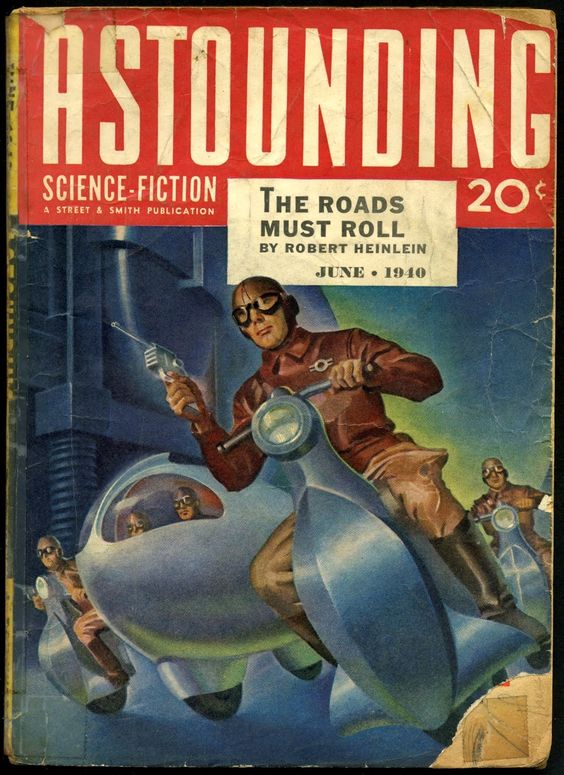 ASTOUNDING
SCIENCE-FICTION
A STREET & SMITH PUBLICATION
20¢
THE ROADS
MUST ROLL
BY ROBERT HEINLEIN
JUNE • 1940